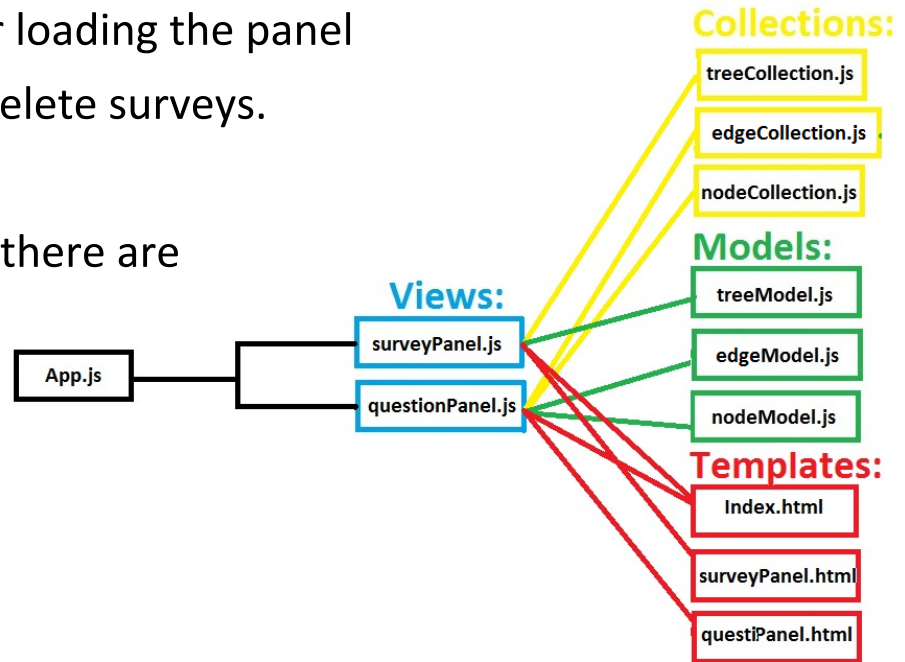 r loading the panel
elete surveys.
there are
App.js
Views:
surveyPanel.js
questionPanel.js
Collections:
treeCollection.js
edgeCollection.js
nodeCollection.js
Models:
treeModel.js
edgeModel.js
nodeModel.js
Templates:
Index.html
surveyPanel.html
questiPanel.html